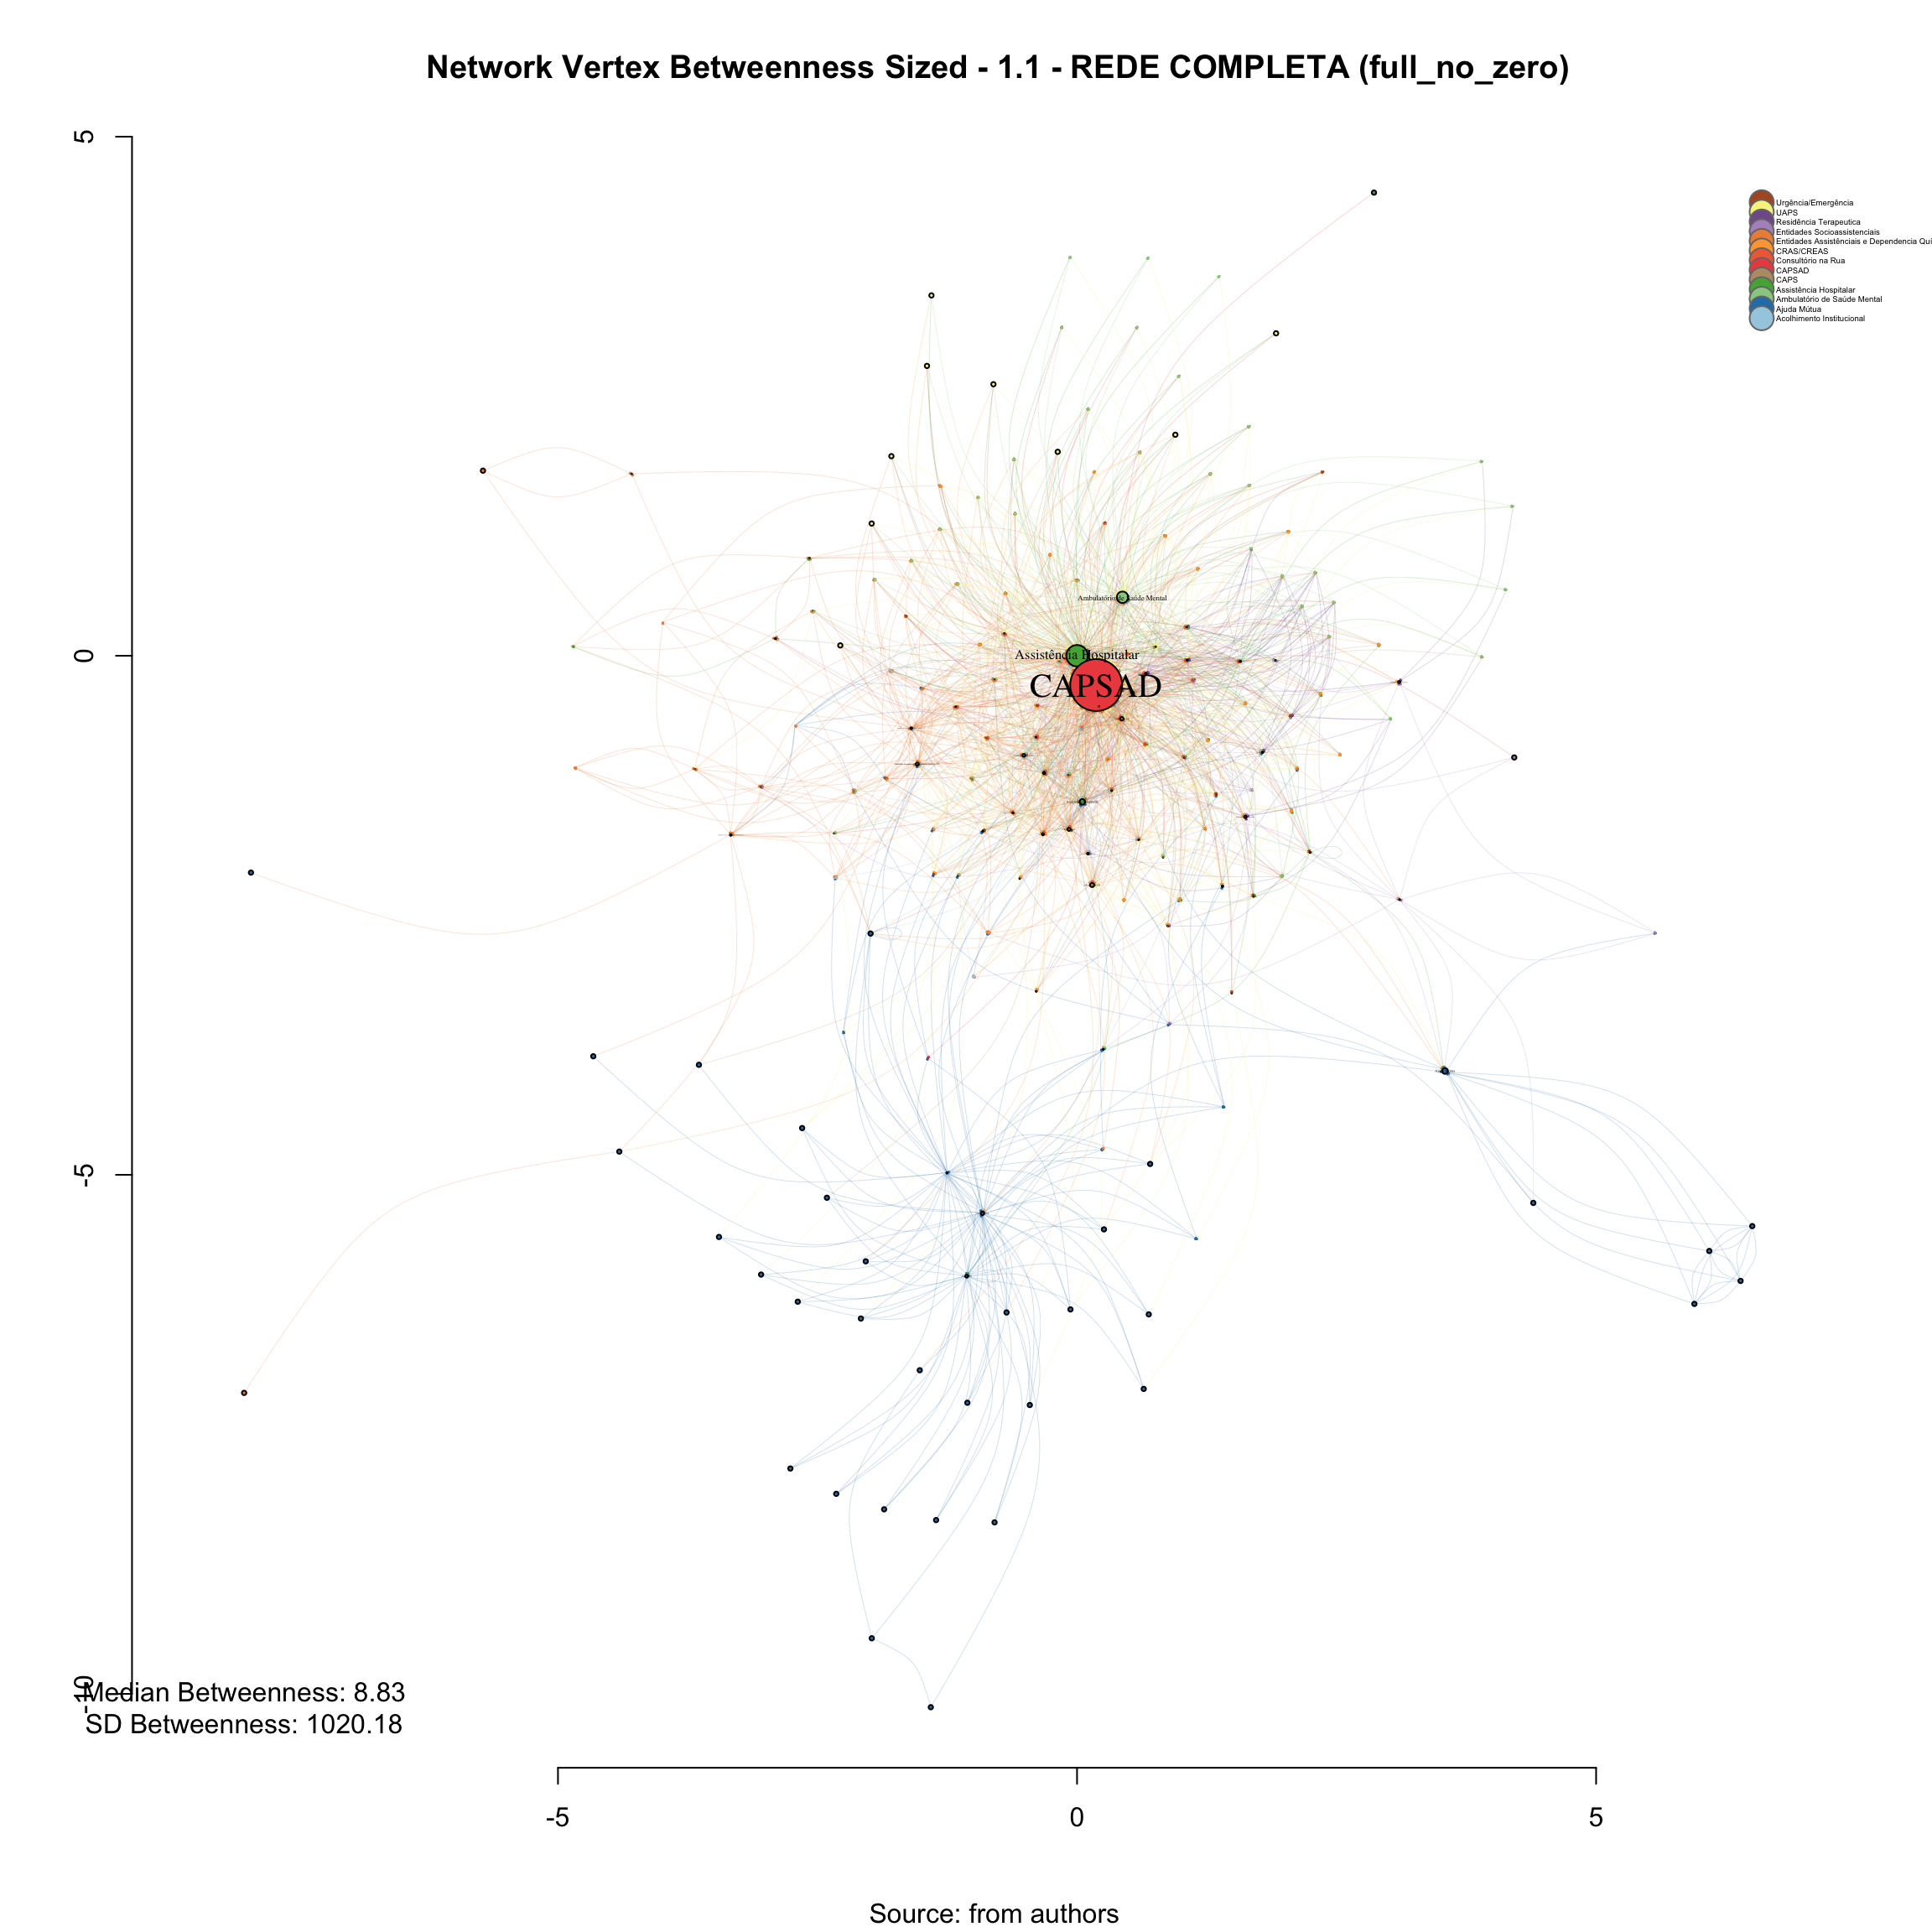 Network Vertex Betweenness Sized - 1.1 - REDE COMPLETA (full_no_zero)
5
0
-5
-10
Urgência/Emergência
UAPS
Residência Terapeutica
Entidades Socioassistenciais
Entidades Assistênciais e Dependencia Quí
CRAS/CREAS
Consultório na Rua
CAPSAD
CAPS
Assistência Hospitalar
Ambulatório de Saúde Mental
Ajuda Mútua
Acolhimento Institucional
Ambulatório de Saúde Mental
Assistência Hospitalar
CAPSAD
Median Betweenness: 8.83
SD Betweenness: 1020.18
-5
0
5
Source: from authors